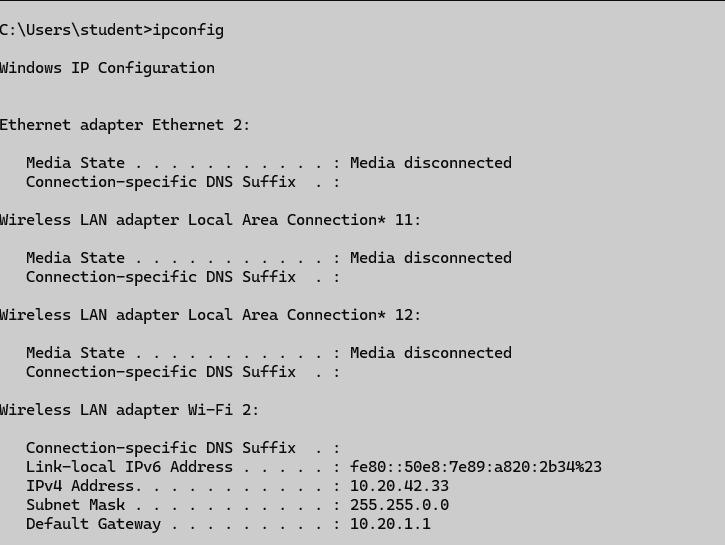 C:\Users\student>ipconfig
Windows IP Configuration
Ethernet adapter Ethernet 2:
   Media State . . . . . . . . . . . : Media disconnected
   Connection-specific DNS Suffix  . :
Wireless LAN adapter Local Area Connection* 11:
   Media State . . . . . . . . . . . : Media disconnected
   Connection-specific DNS Suffix  . :
Wireless LAN adapter Local Area Connection* 12:
   Media State . . . . . . . . . . . : Media disconnected
   Connection-specific DNS Suffix  . :
Wireless LAN adapter Wi-Fi 2:
   Connection-specific DNS Suffix  . :
   Link-local IPv6 Address . . . . . : fe80::50e8:7e89:a820:2b34%23
   IPv4 Address. . . . . . . . . . . : 10.20.42.33
   Subnet Mask . . . . . . . . . . . : 255.255.0.0
   Default Gateway . . . . . . . . . : 10.20.1.1